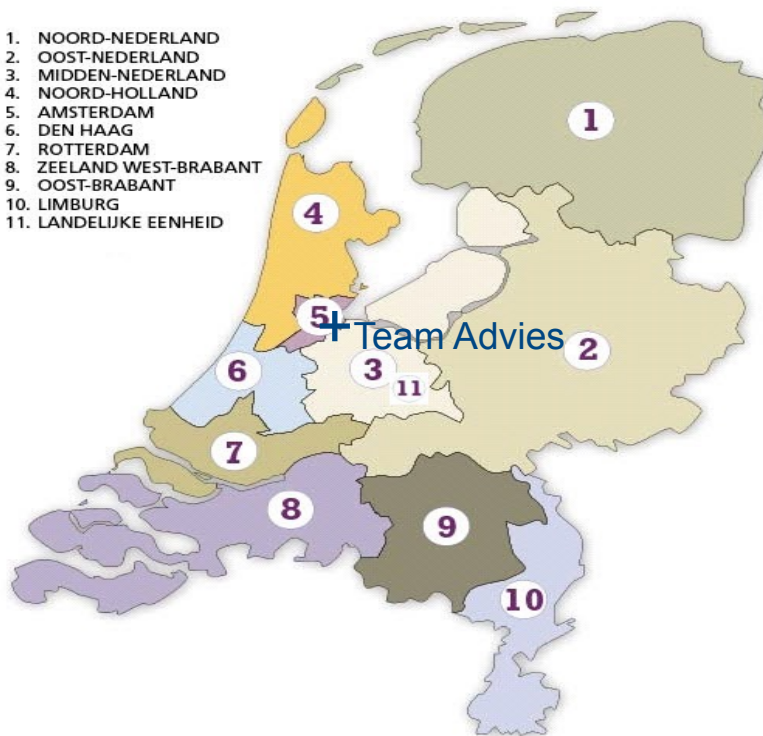 1. NOORD-NEDERLAND
2. OOST-NEDERLAND
3. MIDDEN-NEDERLAND
4. NOORD-HOLLAND
5. AMSTERDAM
6. DEN HAAG
7. ROTTERDAM
8. ZEELAND WEST-BRABANT
9. OOST-BRABANT
10. LIMBURG
11. LANDELIJKE EENHEID
1
4
5
+Team Advies
2
6
3
11
7
8
9
10